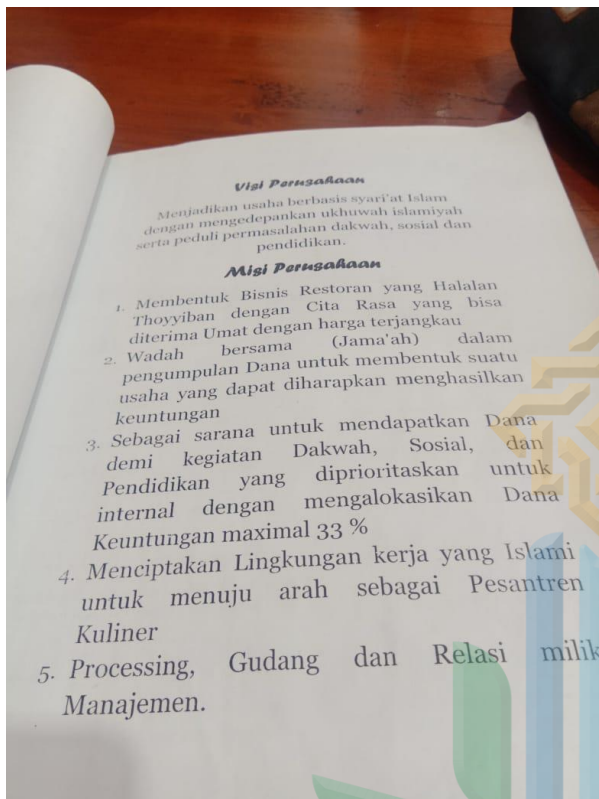 Visi Perusahaan
Menjadikan usaha berbasis syari'at Islam
dengan mengedepankan ukhuwah islamiyah
serta peduli permasalahan dakwah, sosial dan
pendidikan.
Misi Perusahaan
1. Membentuk Bisnis Restoran yang Halalan
Thoyyiban dengan Cita Rasa yang bisa
diterima Umat dengan harga terjangkau
2. Wadah bersama (Jama'ah) dalam
pengumpulan Dana untuk membentuk suatu
usaha yang dapat diharapkan menghasilkan
keuntungan
3. Sebagai sarana untuk mendapatkan Dana
demi kegiatan Dakwah, Sosial, dan
Pendidikan yang diprioritaskan untuk
internal dengan mengalokasikan Dana
Keuntungan maximal 33 %
4. Menciptakan Lingkungan kerja yang Islami
untuk menuju arah sebagai Pesantren
Kuliner
5. Processing, Gudang dan Relasi milik
Manajemen.